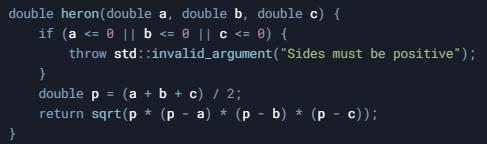 double heron(double a, double b, double c) {
    if (a <= 0 || b <= 0 || c <= 0) {
        throw std::invalid_argument("Sides must be positive");
    }
    double p = (a + b + c) / 2;
    return sqrt(p * (p - a) * (p - b) * (p - c));
}